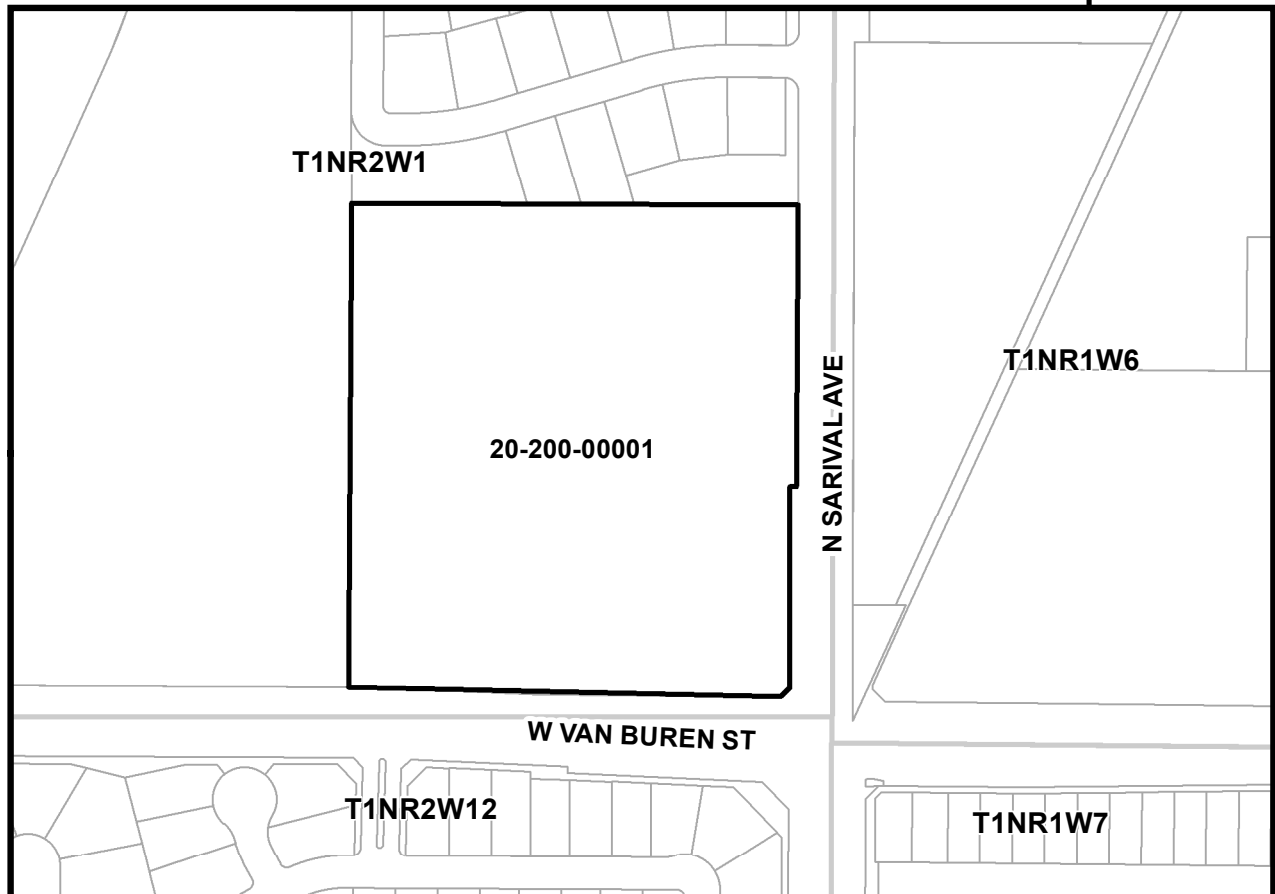 T1NR2W1
T1NR1W6
N SARIVAL AVE
20-200-00001
W VAN BUREN ST
T1NR2W12
T1NR1W7